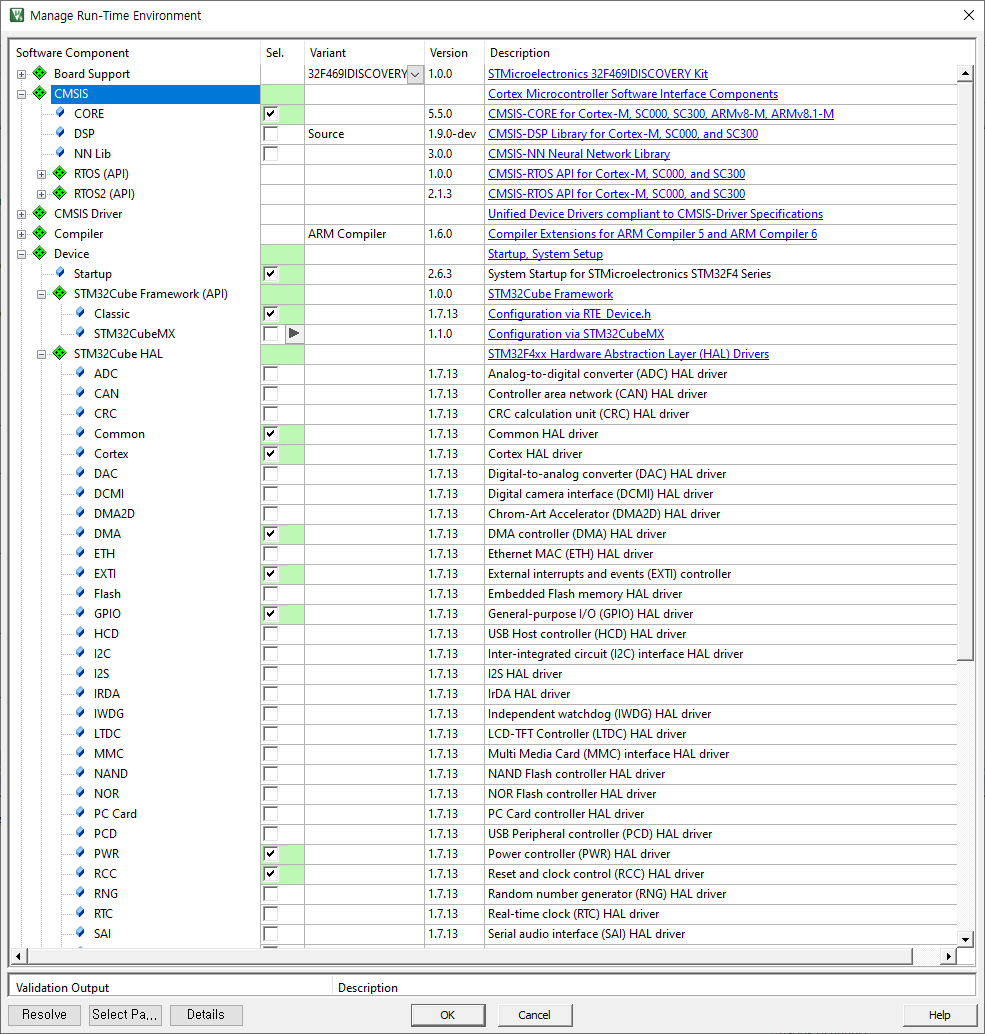 Manage Run-Time Environment
Software Component Sel. Variant Version Description
Board Support 32F469IDISCOVERY 1.0.0 STMicroelectronics 32F469IDISCOVERY Kit
CMSIS Cortex Microcontroller Software Interface Components
CORE 5.5.0 CMSIS-CORE for Cortex-M, SC000, SC300, ARMv8-M, ARMv8.1-M
DSP Source 1.9.0-dev CMSIS-DSP Library for Cortex-M, SC000, and SC300
NN Lib 3.0.0 CMSIS-NN Neural Network Library
RTOS (API) 1.0.0 CMSIS-RTOS API for Cortex-M, SC000, and SC300
RTOS2 (API) 2.1.3 CMSIS-RTOS API for Cortex-M, SC000, and SC300
CMSIS Driver Unified Device Drivers compliant to CMSIS-Driver Specifications
Compiler ARM Compiler 1.6.0 Compiler Extensions for ARM Compiler 5 and ARM Compiler 6
Device Startup, System Setup
Startup 2.6.3 System Startup for STMicroelectronics STM32F4 Series
STM32Cube Framework (API) 1.0.0 STM32Cube Framework
Classic 1.7.13 Configuration via RTE_Device.h
STM32CubeMX 1.1.0 Configuration via STM32CubeMX
STM32Cube HAL STM32F4xx Hardware Abstraction Layer (HAL) Drivers
ADC 1.7.13 Analog-to-digital converter (ADC) HAL driver
CAN 1.7.13 Controller area network (CAN) HAL driver
CRC 1.7.13 CRC calculation unit (CRC) HAL driver
Common 1.7.13 Common HAL driver
Cortex 1.7.13 Cortex HAL driver
DAC 1.7.13 Digital-to-analog converter (DAC) HAL driver
DCMI 1.7.13 Digital camera interface (DCMI) HAL driver
DMA2D 1.7.13 Chrom-Art Accelerator (DMA2D) HAL driver
DMA 1.7.13 DMA controller (DMA) HAL driver
ETH 1.7.13 Ethernet MAC (ETH) HAL driver
EXTI 1.7.13 External interrupts and events (EXTI) controller
Flash 1.7.13 Embedded Flash memory HAL driver
GPIO 1.7.13 General-purpose I/O (GPIO) HAL driver
HCD 1.7.13 USB Host controller (HCD) HAL driver
I2C 1.7.13 Inter-integrated circuit (I2C) interface HAL driver
I2S 1.7.13 I2S HAL driver
IRDA 1.7.13 IrDA HAL driver
IWDG 1.7.13 Independent watchdog (IWDG) HAL driver
LTDC 1.7.13 LCD-TFT Controller (LTDC) HAL driver
MMC 1.7.13 Multi Media Card (MMC) interface HAL driver
NAND 1.7.13 NAND Flash controller HAL driver
NOR 1.7.13 NOR Flash controller HAL driver
PC Card 1.7.13 PC Card controller HAL driver
PCD 1.7.13 USB Peripheral controller (PCD) HAL driver
PWR 1.7.13 Power controller (PWR) HAL driver
RCC 1.7.13 Reset and clock control (RCC) HAL driver
RNG 1.7.13 Random number generator (RNG) HAL driver
RTC 1.7.13 Real-time clock (RTC) HAL driver
SAI 1.7.13 Serial audio interface (SAI) HAL driver
Validation Output Description
Resolve Select Pa... Details OK Cancel Help